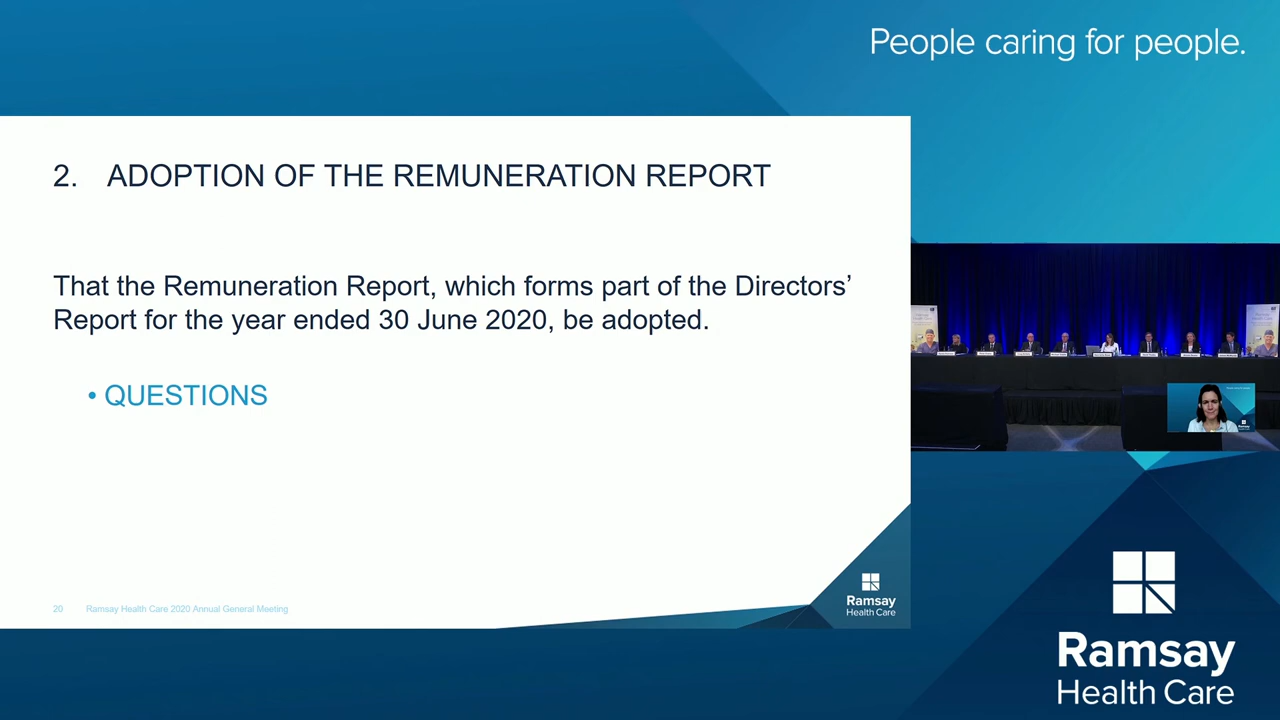 People caring for people.
2. ADOPTION OF THE REMUNERATION REPORT
That the Remuneration Report, which forms part of the Directors’
Report for the year ended 30 June 2020, be adopted.
• QUESTIONS
20 Ramsay Health Care 2020 Annual General Meeting
Ramsay
Health Care
Ramsay
Health Care